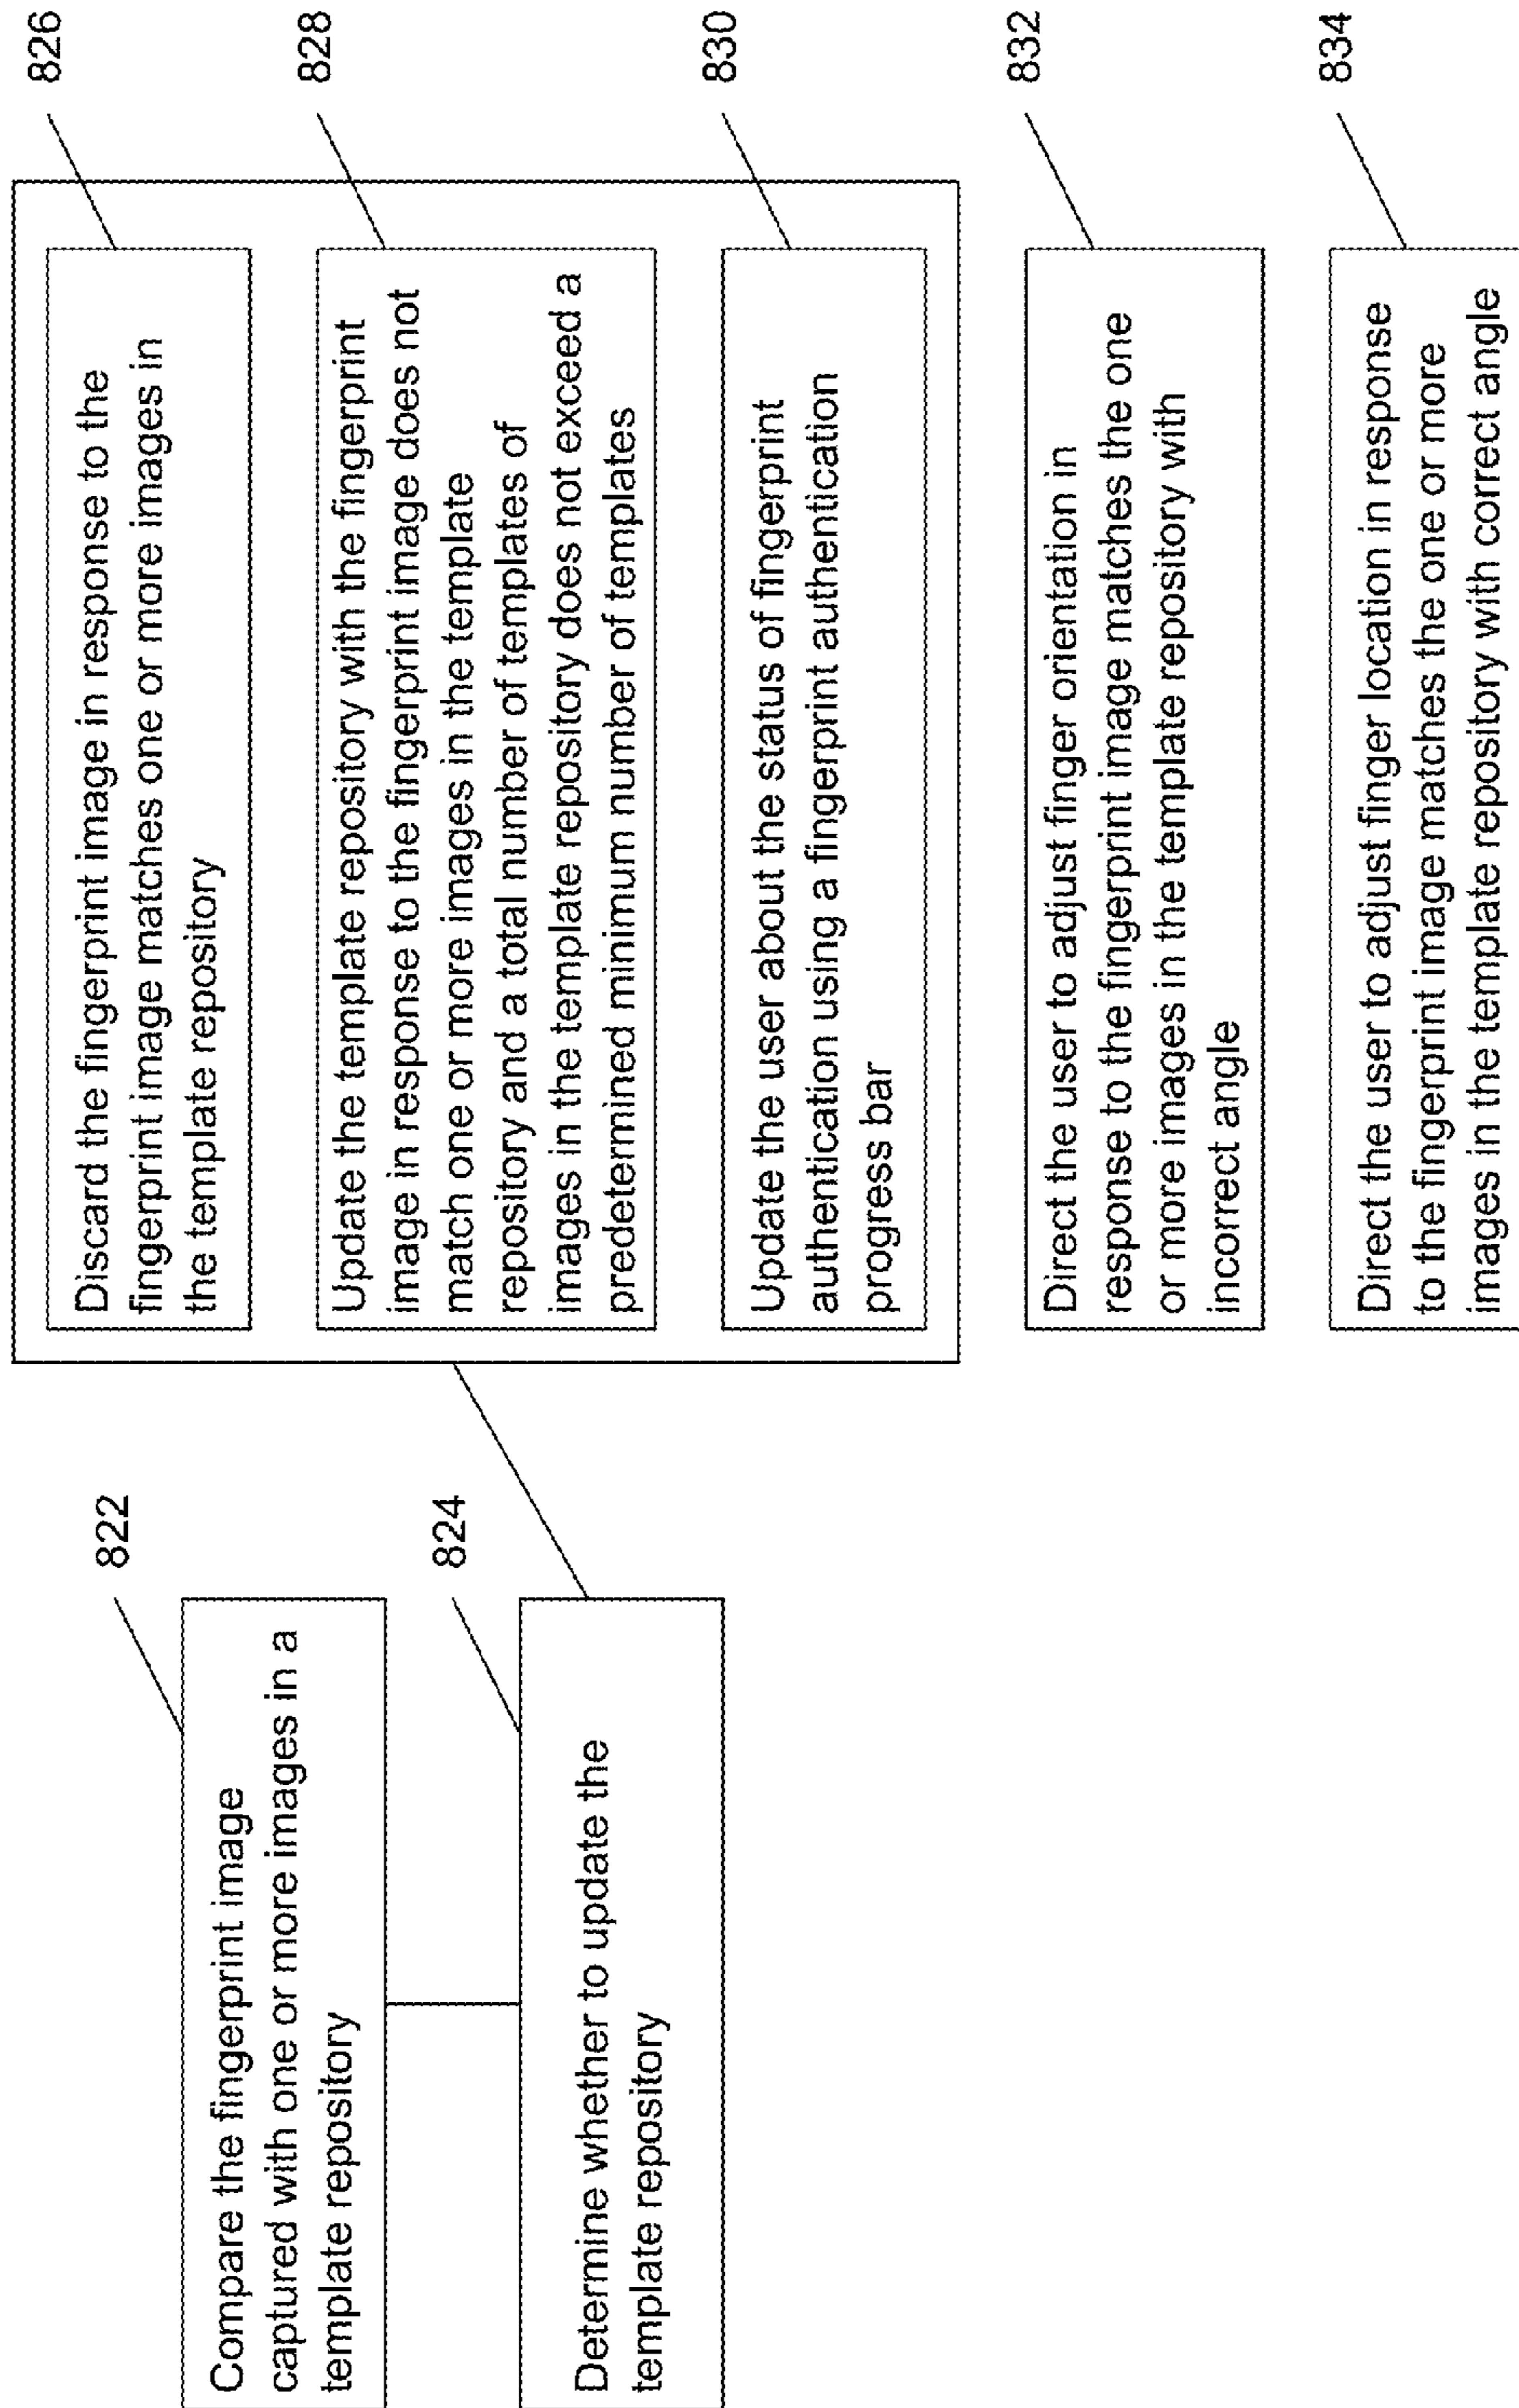 822
Compare the fingerprint image
captured with one or more images in a
template repository
824
Determine whether to update the
template repository
826
Discard the fingerprint image in response to the
fingerprint image matches one or more images in
the template repository
828
Update the template repository with the fingerprint
image in response to the fingerprint image does not
match one or more images in the template
repository and a total number of templates of
images in the template repository does not exceed a
predetermined minimum number of templates
830
Update the user about the status of fingerprint
authentication using a fingerprint authentication
progress bar
832
Direct the user to adjust finger orientation in
response to the fingerprint image matches the one
or more images in the template repository with
incorrect angle
834
Direct the user to adjust finger location in response
to the fingerprint image matches the one or more
images in the template repository with correct angle